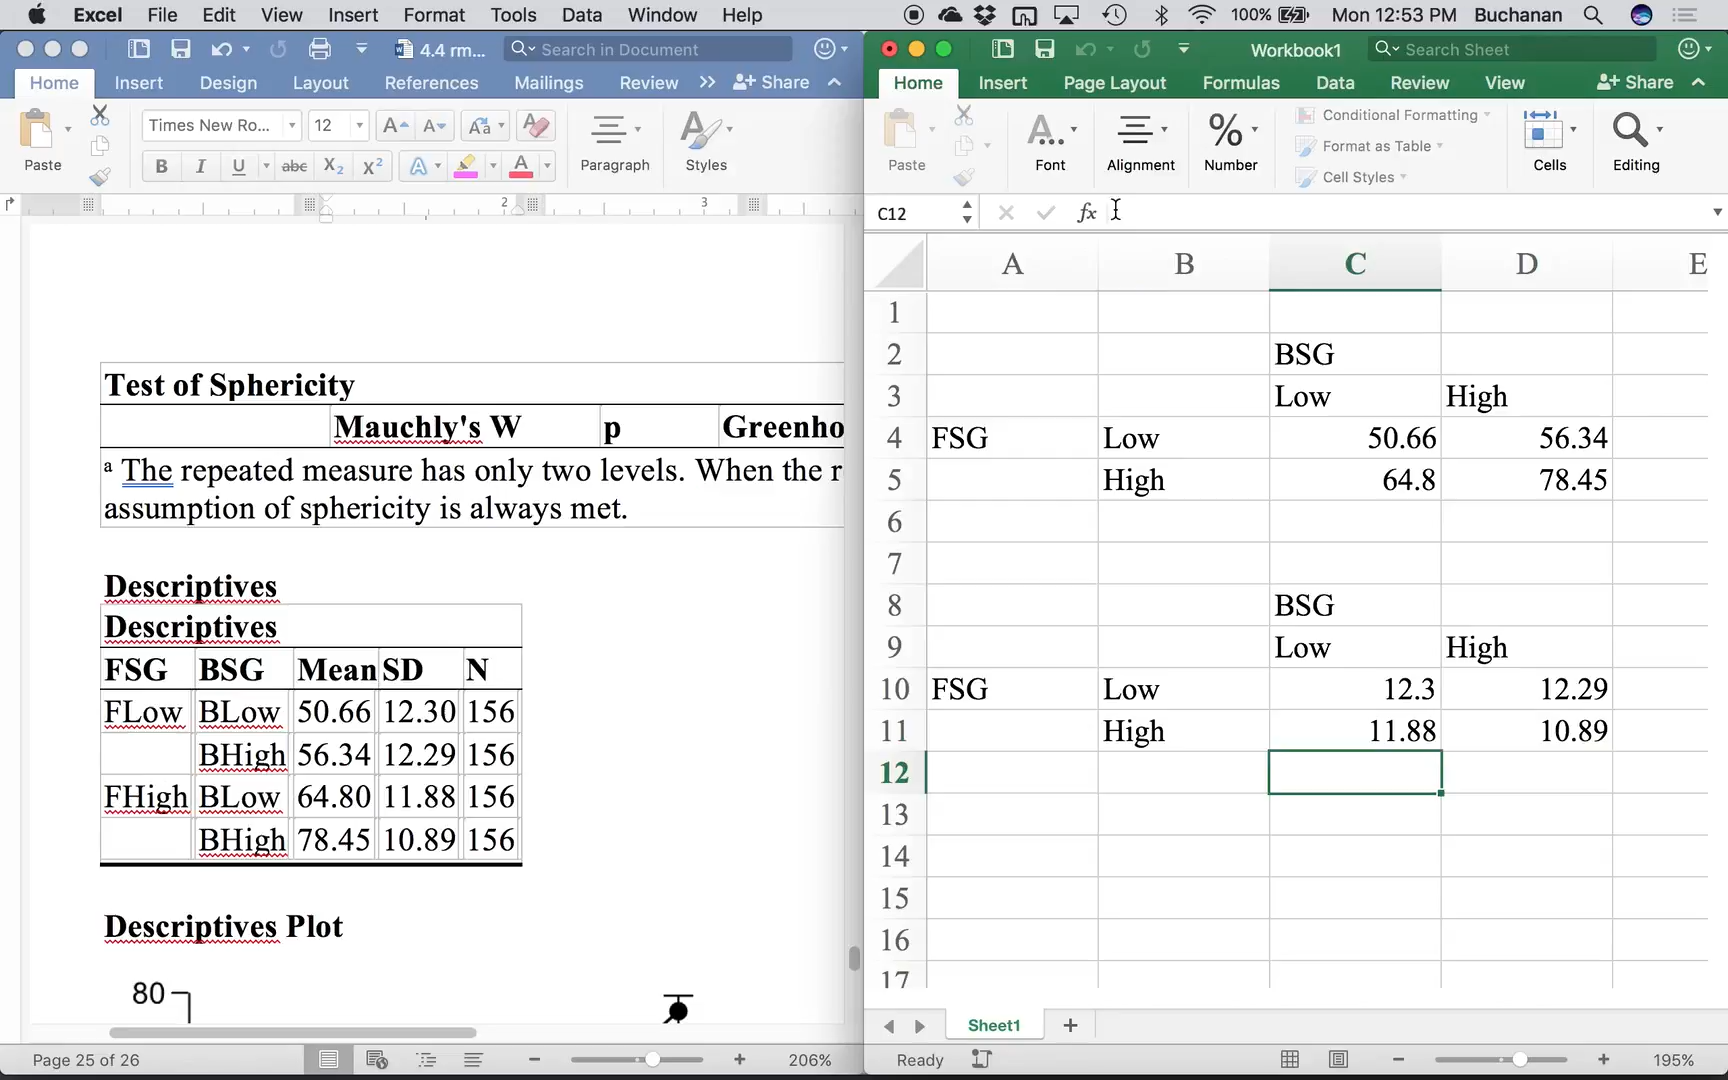 Excel File Edit View Insert Format Tools Data Window Help 100% Mon 12:53 PM Buchanan
4.4 rm... Search in Document
Home Insert Design Layout References Mailings Review >> Share
Paste Times New Ro... 12 A A Aa
B I U abc X2 X2 A A Paragraph Styles
2 3
Test of Sphericity
Mauchly's W p Greenho
a The repeated measure has only two levels. When the r
assumption of sphericity is always met.
Descriptives
Descriptives
FSG BSG Mean SD N
FLow BLow 50.66 12.30 156
BHigh 56.34 12.29 156
FHigh BLow 64.80 11.88 156
BHigh 78.45 10.89 156
Descriptives Plot
80
Page 25 of 26 206%
Workbook1 Search Sheet
Home Insert Page Layout Formulas Data Review View Share
Paste Font Alignment % Number Conditional Formatting Cells Editing
Format as Table
Cell Styles
C12 fx
A B C D E
1
2 BSG
3 Low High
4 FSG Low 50.66 56.34
5 High 64.8 78.45
6
7
8 BSG
9 Low High
10 FSG Low 12.3 12.29
11 High 11.88 10.89
12
13
14
15
16
17
Sheet1 +
Ready 195%